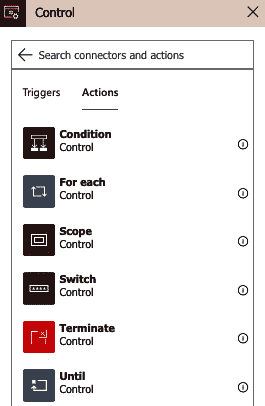 Control
Search connectors and actions
Triggers Actions
Condition
Control
For each
Control
Scope
Control
Switch
Control
Terminate
Control
Until
Control